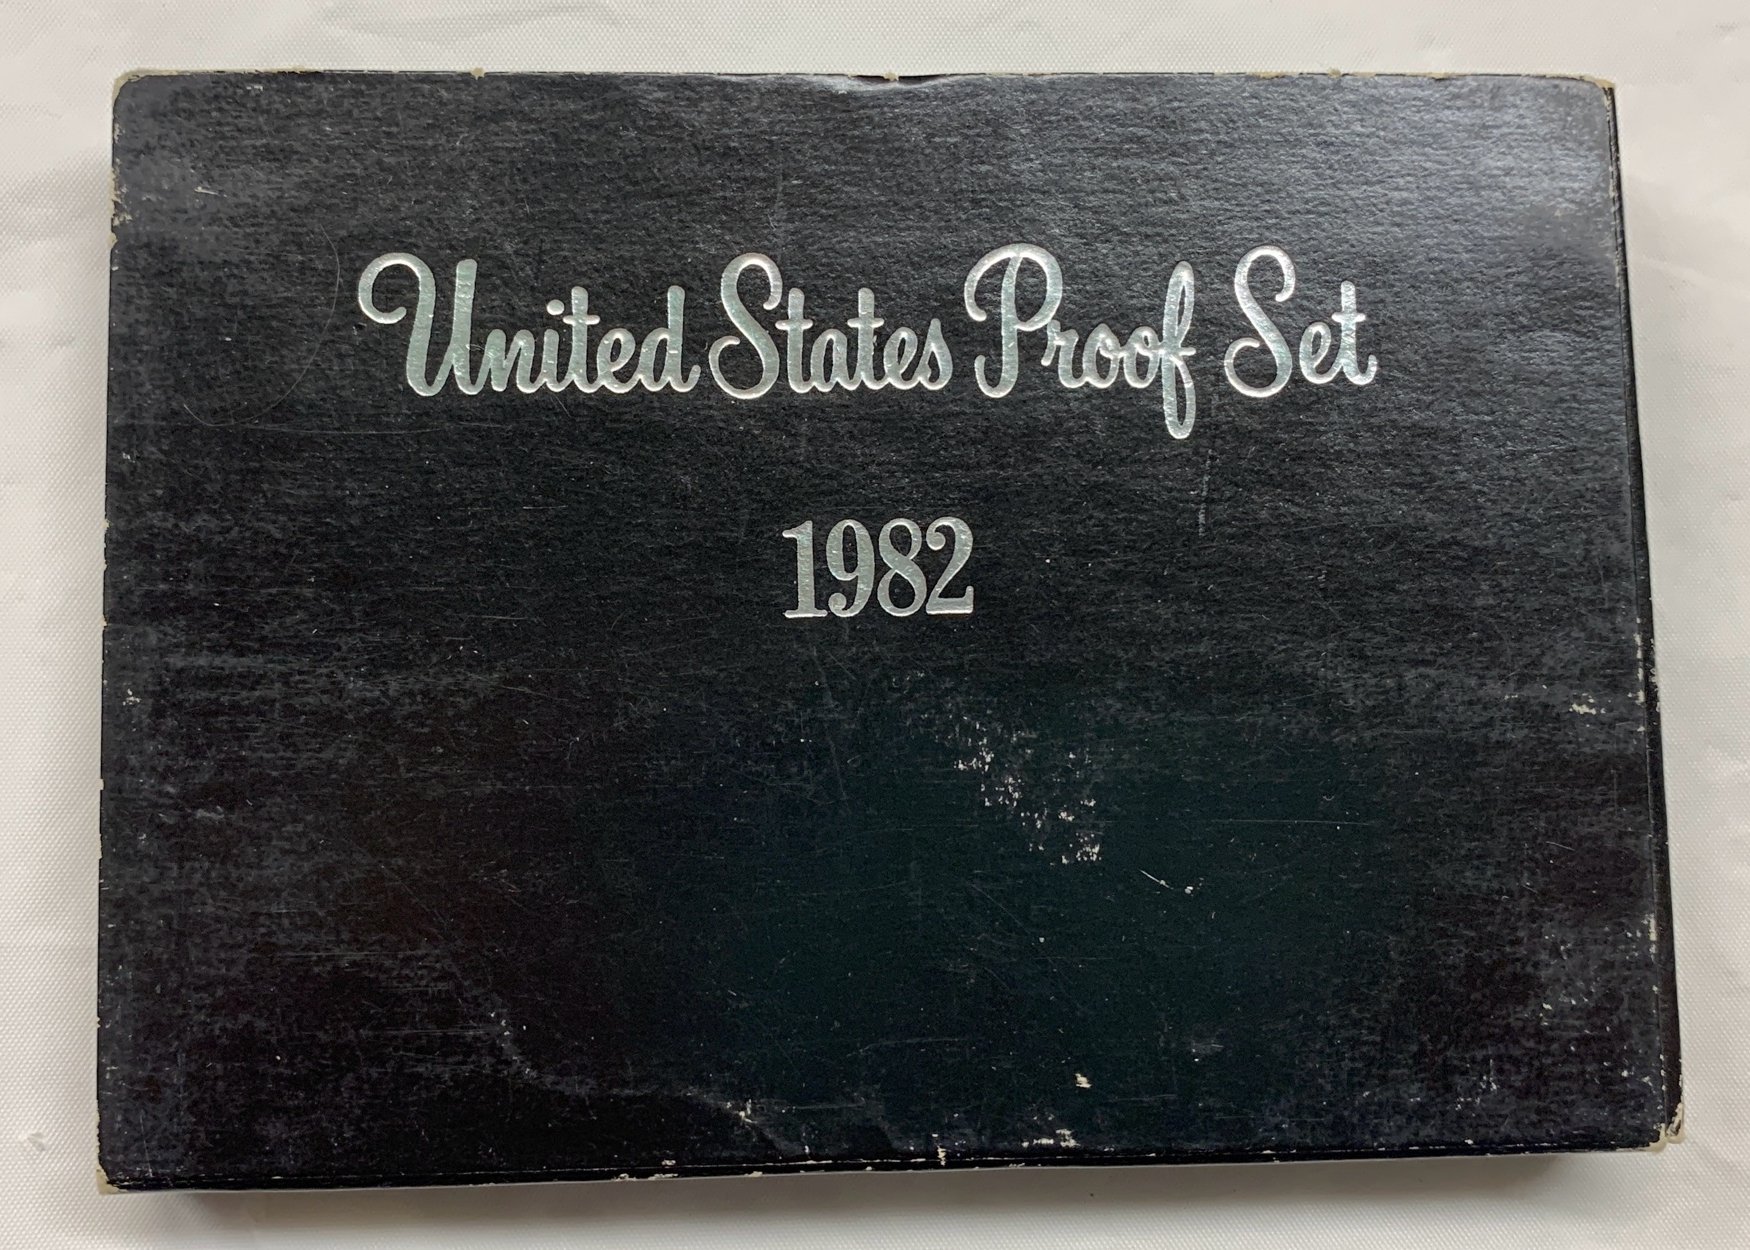 United States Proof Set
1982